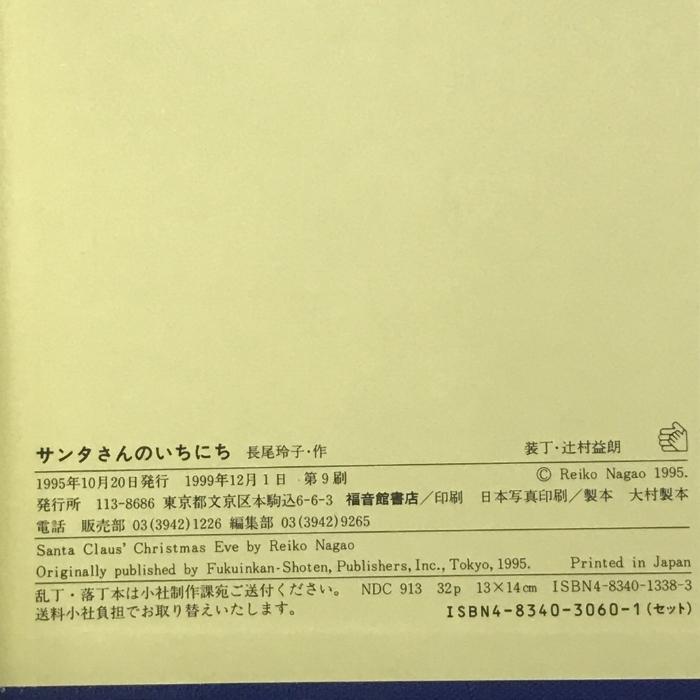 サンタさんのいちにち 長尾玲子・作 装丁・辻村益朗
1995年10月20日発行 1999年12月1日 第9刷 © Reiko Nagao 1995.
発行所 113-8686 東京都文京区本駒込6-6-3 福音館書店/印刷 日本写真印刷/製本 大村製本
電話 販売部 03(3942)1226 編集部 03(3942)9265
Santa Claus' Christmas Eve by Reiko Nagao
Originally published by Fukuinkan-Shoten, Publishers, Inc., Tokyo, 1995. Printed in Japan
乱丁・落丁本は小社制作課宛ご送付ください。 NDC 913 32p 13×14cm ISBN4-8340-1338-3
送料小社負担でお取り替えいたします。 ISBN4-8340-3060-1(セット)